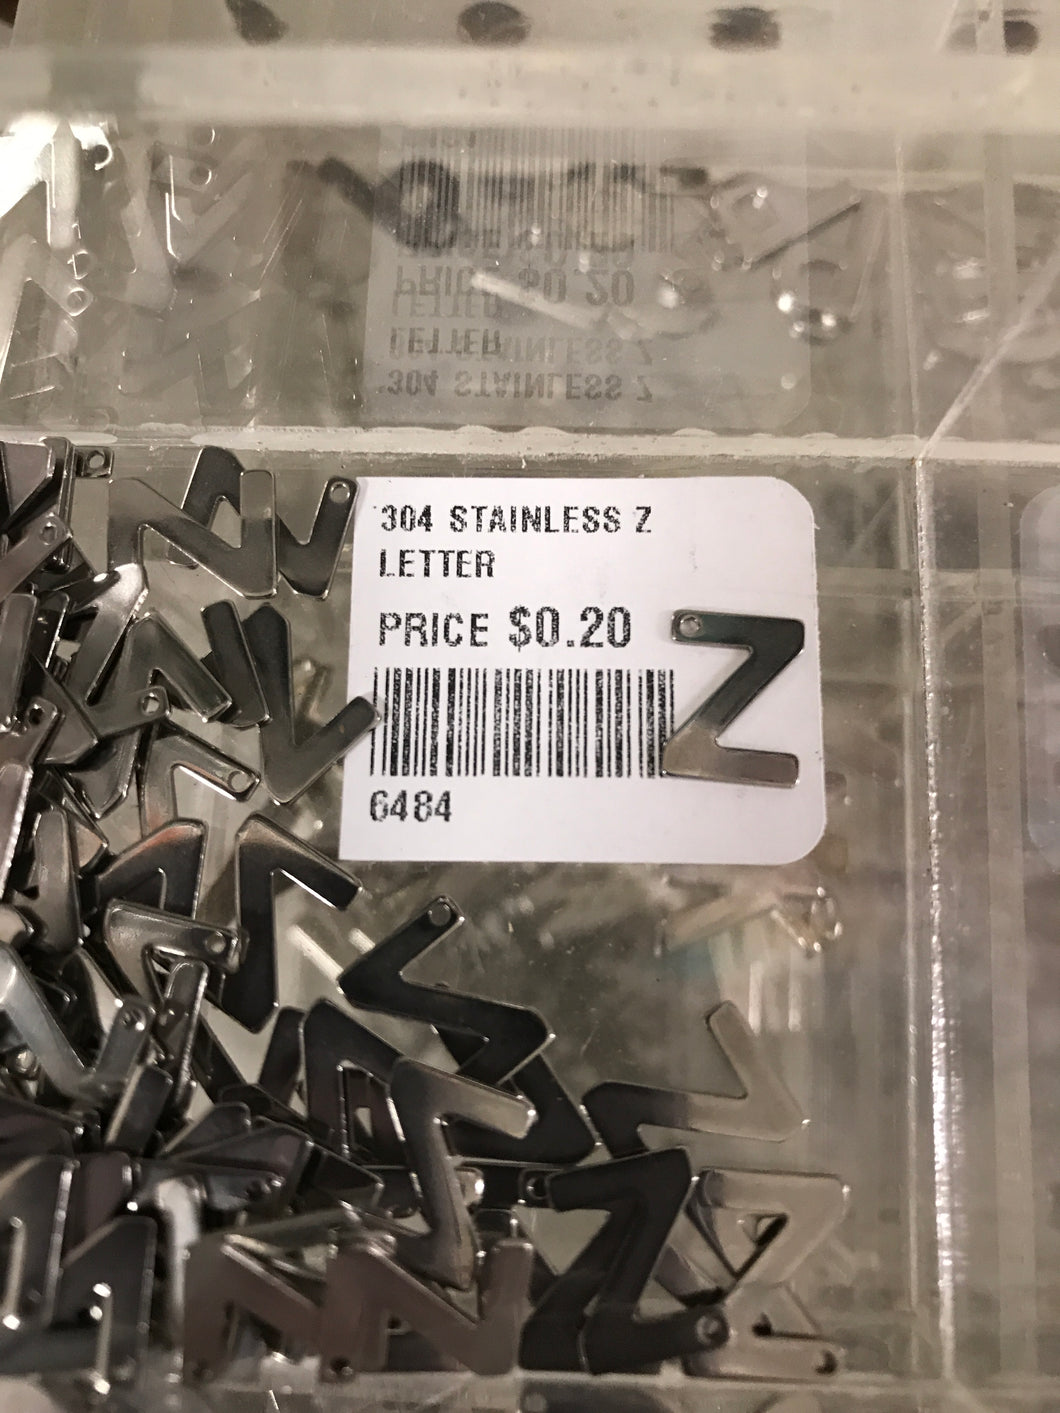 304 STAINLESS Z
LETTER
PRICE $0.20
6484